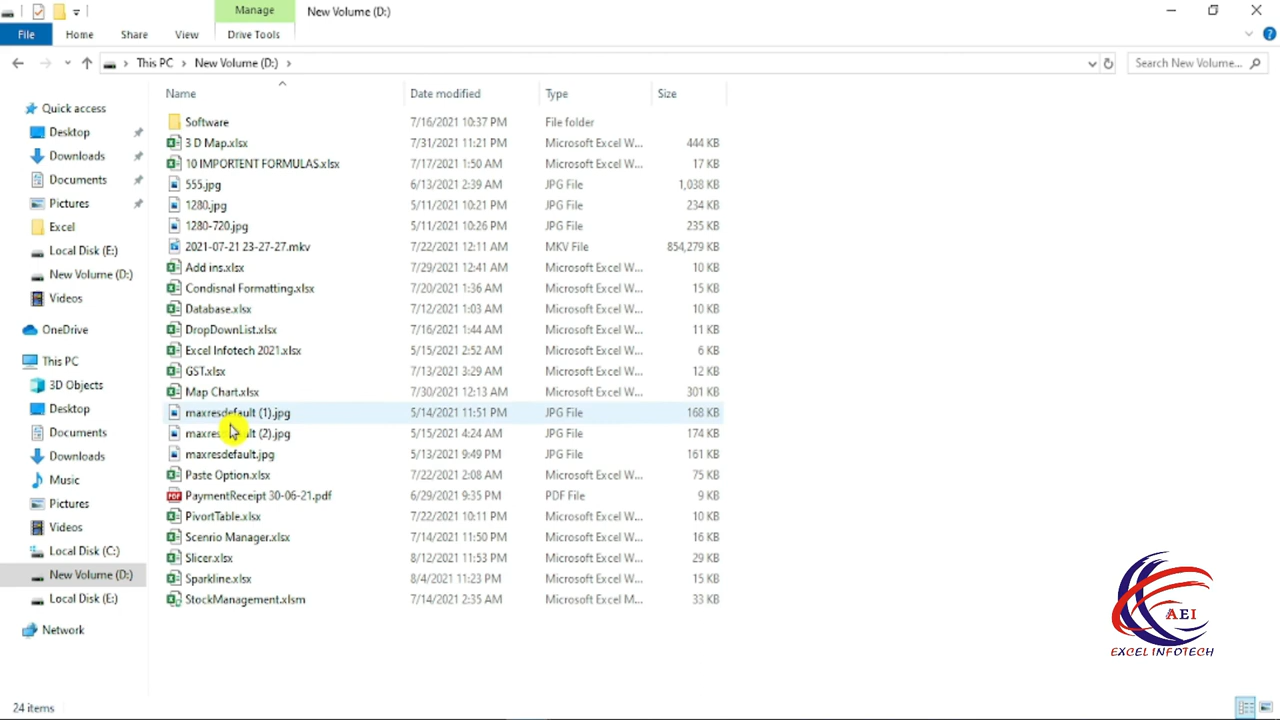 Manage
New Volume (D:)
File
Home
Share
View
Drive Tools
This PC
New Volume (D:)
Search New Volume...
Name
Date modified
Type
Size
Quick access
Desktop
Downloads
Documents
Pictures
Excel
Local Disk (E:)
New Volume (D:)
Videos
OneDrive
This PC
3D Objects
Desktop
Documents
Downloads
Music
Pictures
Videos
Local Disk (C:)
New Volume (D:)
Local Disk (E:)
Network
Software 7/16/2021 10:37 PM File folder
3 D Map.xlsx 7/31/2021 11:21 PM Microsoft Excel W... 444 KB
10 IMPORTENT FORMULAS.xlsx 7/17/2021 1:50 AM Microsoft Excel W... 17 KB
555.jpg 6/13/2021 2:39 AM JPG File 1,038 KB
1280.jpg 5/11/2021 10:21 PM JPG File 234 KB
1280-720.jpg 5/11/2021 10:26 PM JPG File 235 KB
2021-07-21 23-27-27.mkv 7/22/2021 12:11 AM MKV File 854,279 KB
Add ins.xlsx 7/29/2021 12:41 AM Microsoft Excel W... 10 KB
Condisnal Formatting.xlsx 7/20/2021 1:36 AM Microsoft Excel W... 15 KB
Database.xlsx 7/12/2021 1:03 AM Microsoft Excel W... 10 KB
DropDownList.xlsx 7/16/2021 1:44 AM Microsoft Excel W... 11 KB
Excel Infotech 2021.xlsx 5/15/2021 2:52 AM Microsoft Excel W... 6 KB
GST.xlsx 7/13/2021 3:29 AM Microsoft Excel W... 12 KB
Map Chart.xlsx 7/30/2021 12:13 AM Microsoft Excel W... 301 KB
maxresdefault (1).jpg 5/14/2021 11:51 PM JPG File 168 KB
maxresdefault (2).jpg 5/15/2021 4:24 AM JPG File 174 KB
maxresdefault.jpg 5/13/2021 9:49 PM JPG File 161 KB
Paste Option.xlsx 7/22/2021 2:08 AM Microsoft Excel W... 75 KB
PaymentReceipt 30-06-21.pdf 6/29/2021 9:35 PM PDF File 9 KB
PivortTable.xlsx 7/22/2021 10:11 PM Microsoft Excel W... 10 KB
Scenrio Manager.xlsx 7/14/2021 11:50 PM Microsoft Excel W... 16 KB
Slicer.xlsx 8/12/2021 11:53 PM Microsoft Excel W... 29 KB
Sparkline.xlsx 8/4/2021 11:23 PM Microsoft Excel W... 15 KB
StockManagement.xlsm 7/14/2021 2:35 AM Microsoft Excel M... 33 KB
AEI
EXCEL INFOTECH
24 items